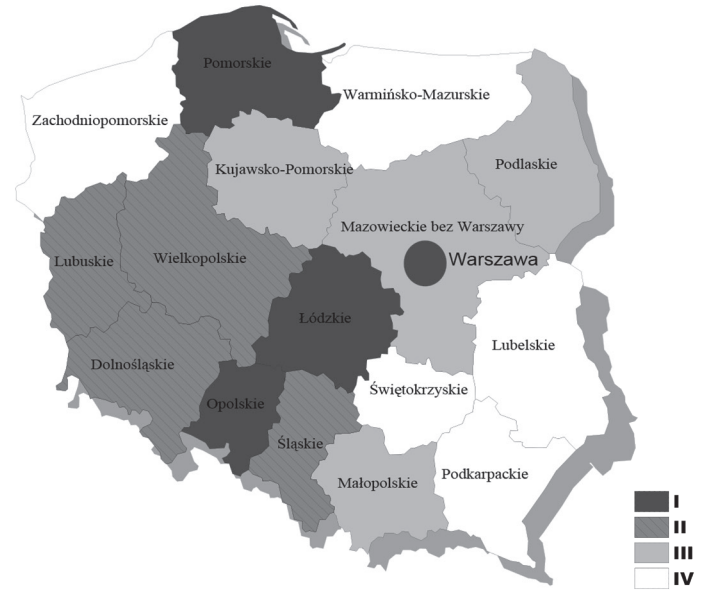 Pomorskie
Warmińsko-Mazurskie
Zachodniopomorskie
Podlaskie
Kujawsko-Pomorskie
Mazowieckie bez Warszawy
Warszawa
Wielkopolskie
Lubuskie
Łódzkie
Lubelskie
Dolnośląskie
Świętokrzyskie
Opolskie
Śląskie
Podkarpackie
Małopolskie
I
II
III
IV